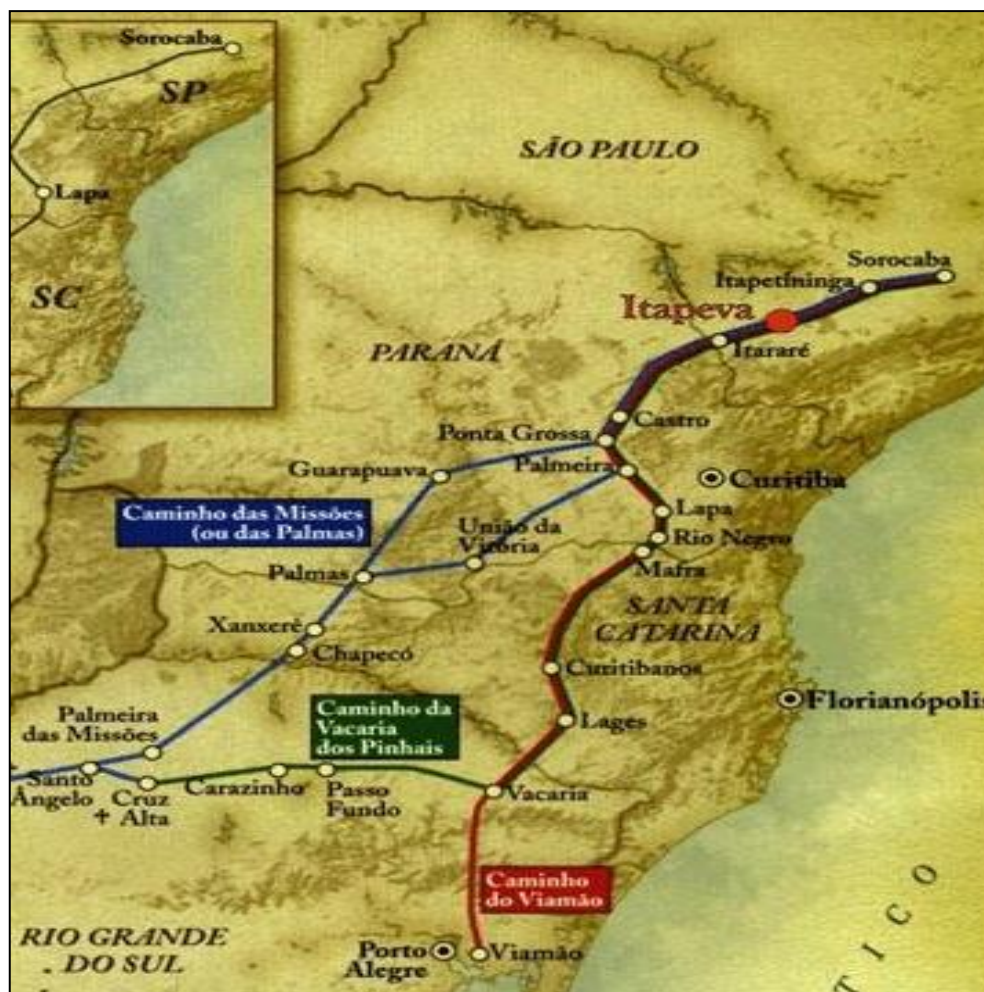 Sorocaba
SP
Lapa
SC
SÃO PAULO
Sorocaba
Itapetininga
Itapeva
Itararé
PARANÁ
Castro
Ponta Grossa
Palmeira
Guarapuava
Curitiba
Caminho das Missões
(ou das Palmas)
Lapa
União da
Vitória
Rio Negro
Palmas
Mafra
SANTA
CATARINA
Xanxerê
Chapecó
Curitibanos
Florianópolis
Palmeira
das Missões
Caminho da
Vacaria
dos Pinhais
Lages
Santo
Ângelo
Cruz
Alta
Carazinho
Passo
Fundo
Vacaria
Caminho
do Viamão
RIO GRANDE
DO SUL
Porto
Alegre
Viamão
TICO